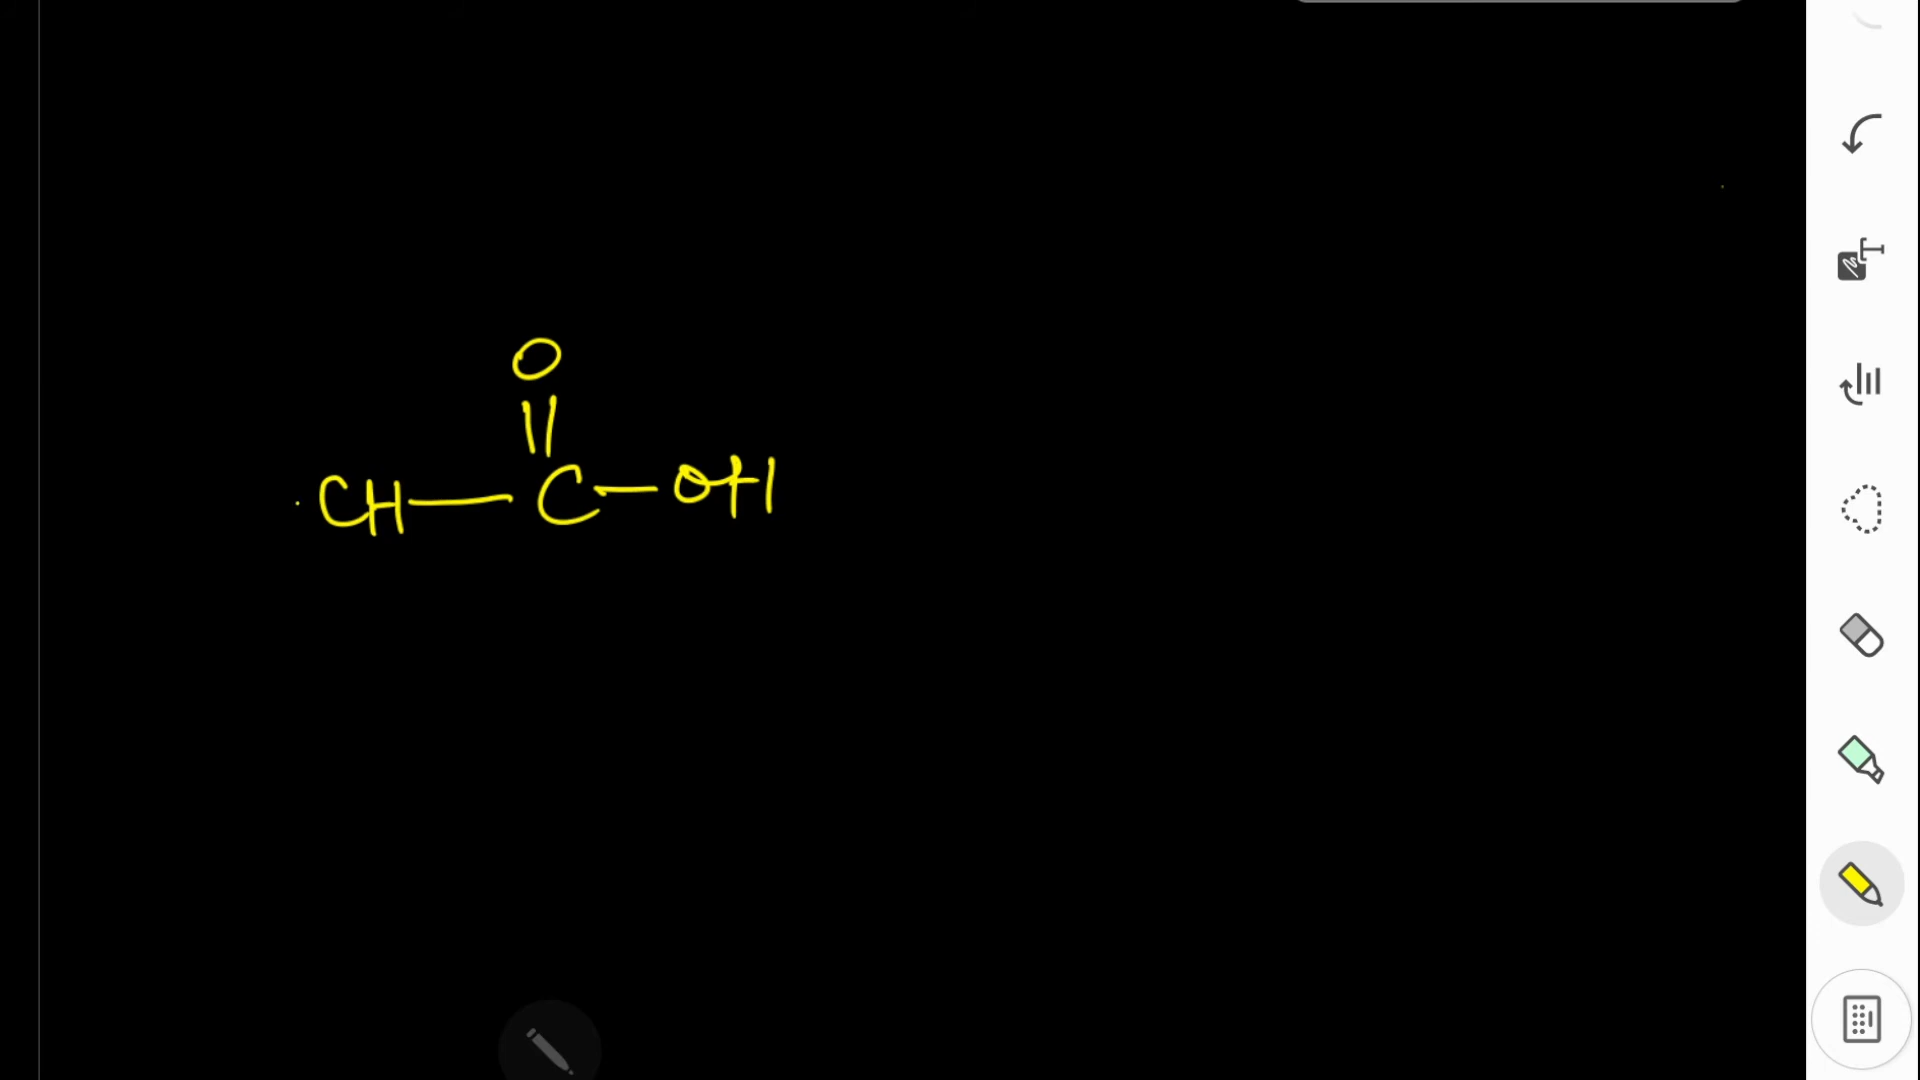 O
||
CH — C — OH